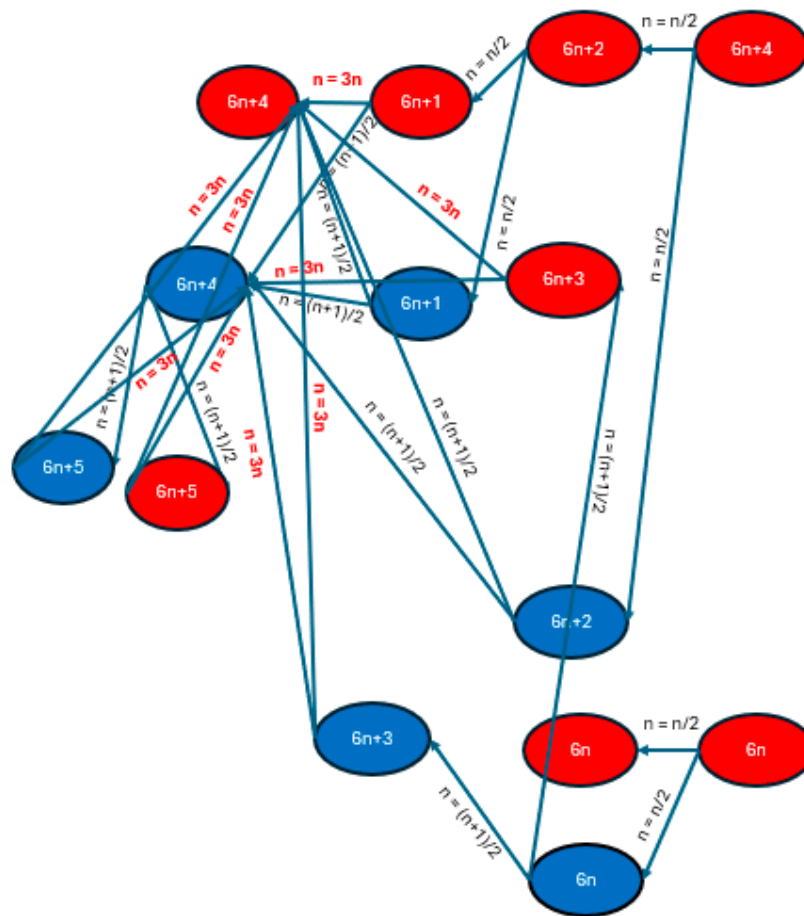 n = n/2
6n+2
6n+4
n = n/2
n = 3n
6n+4
6n+1
n = (n+1)/2
n = 3n
n = 3n
n = (n+1)/2
n = 3n
n = n/2
n = n/2
6n+4
n = 3n
6n+3
6n+1
n = (n+1)/2
n = (n+1)/2
n = 3n
n = 3n
n = (n+1)/2
n = 3n
n = 3n
n = (n+1)/2
n = (n+1)/2
n = (n+1)/2
6n+5
6n+5
6n+2
6n+3
n = n/2
6n
6n
n = (n+1)/2
n = n/2
6n